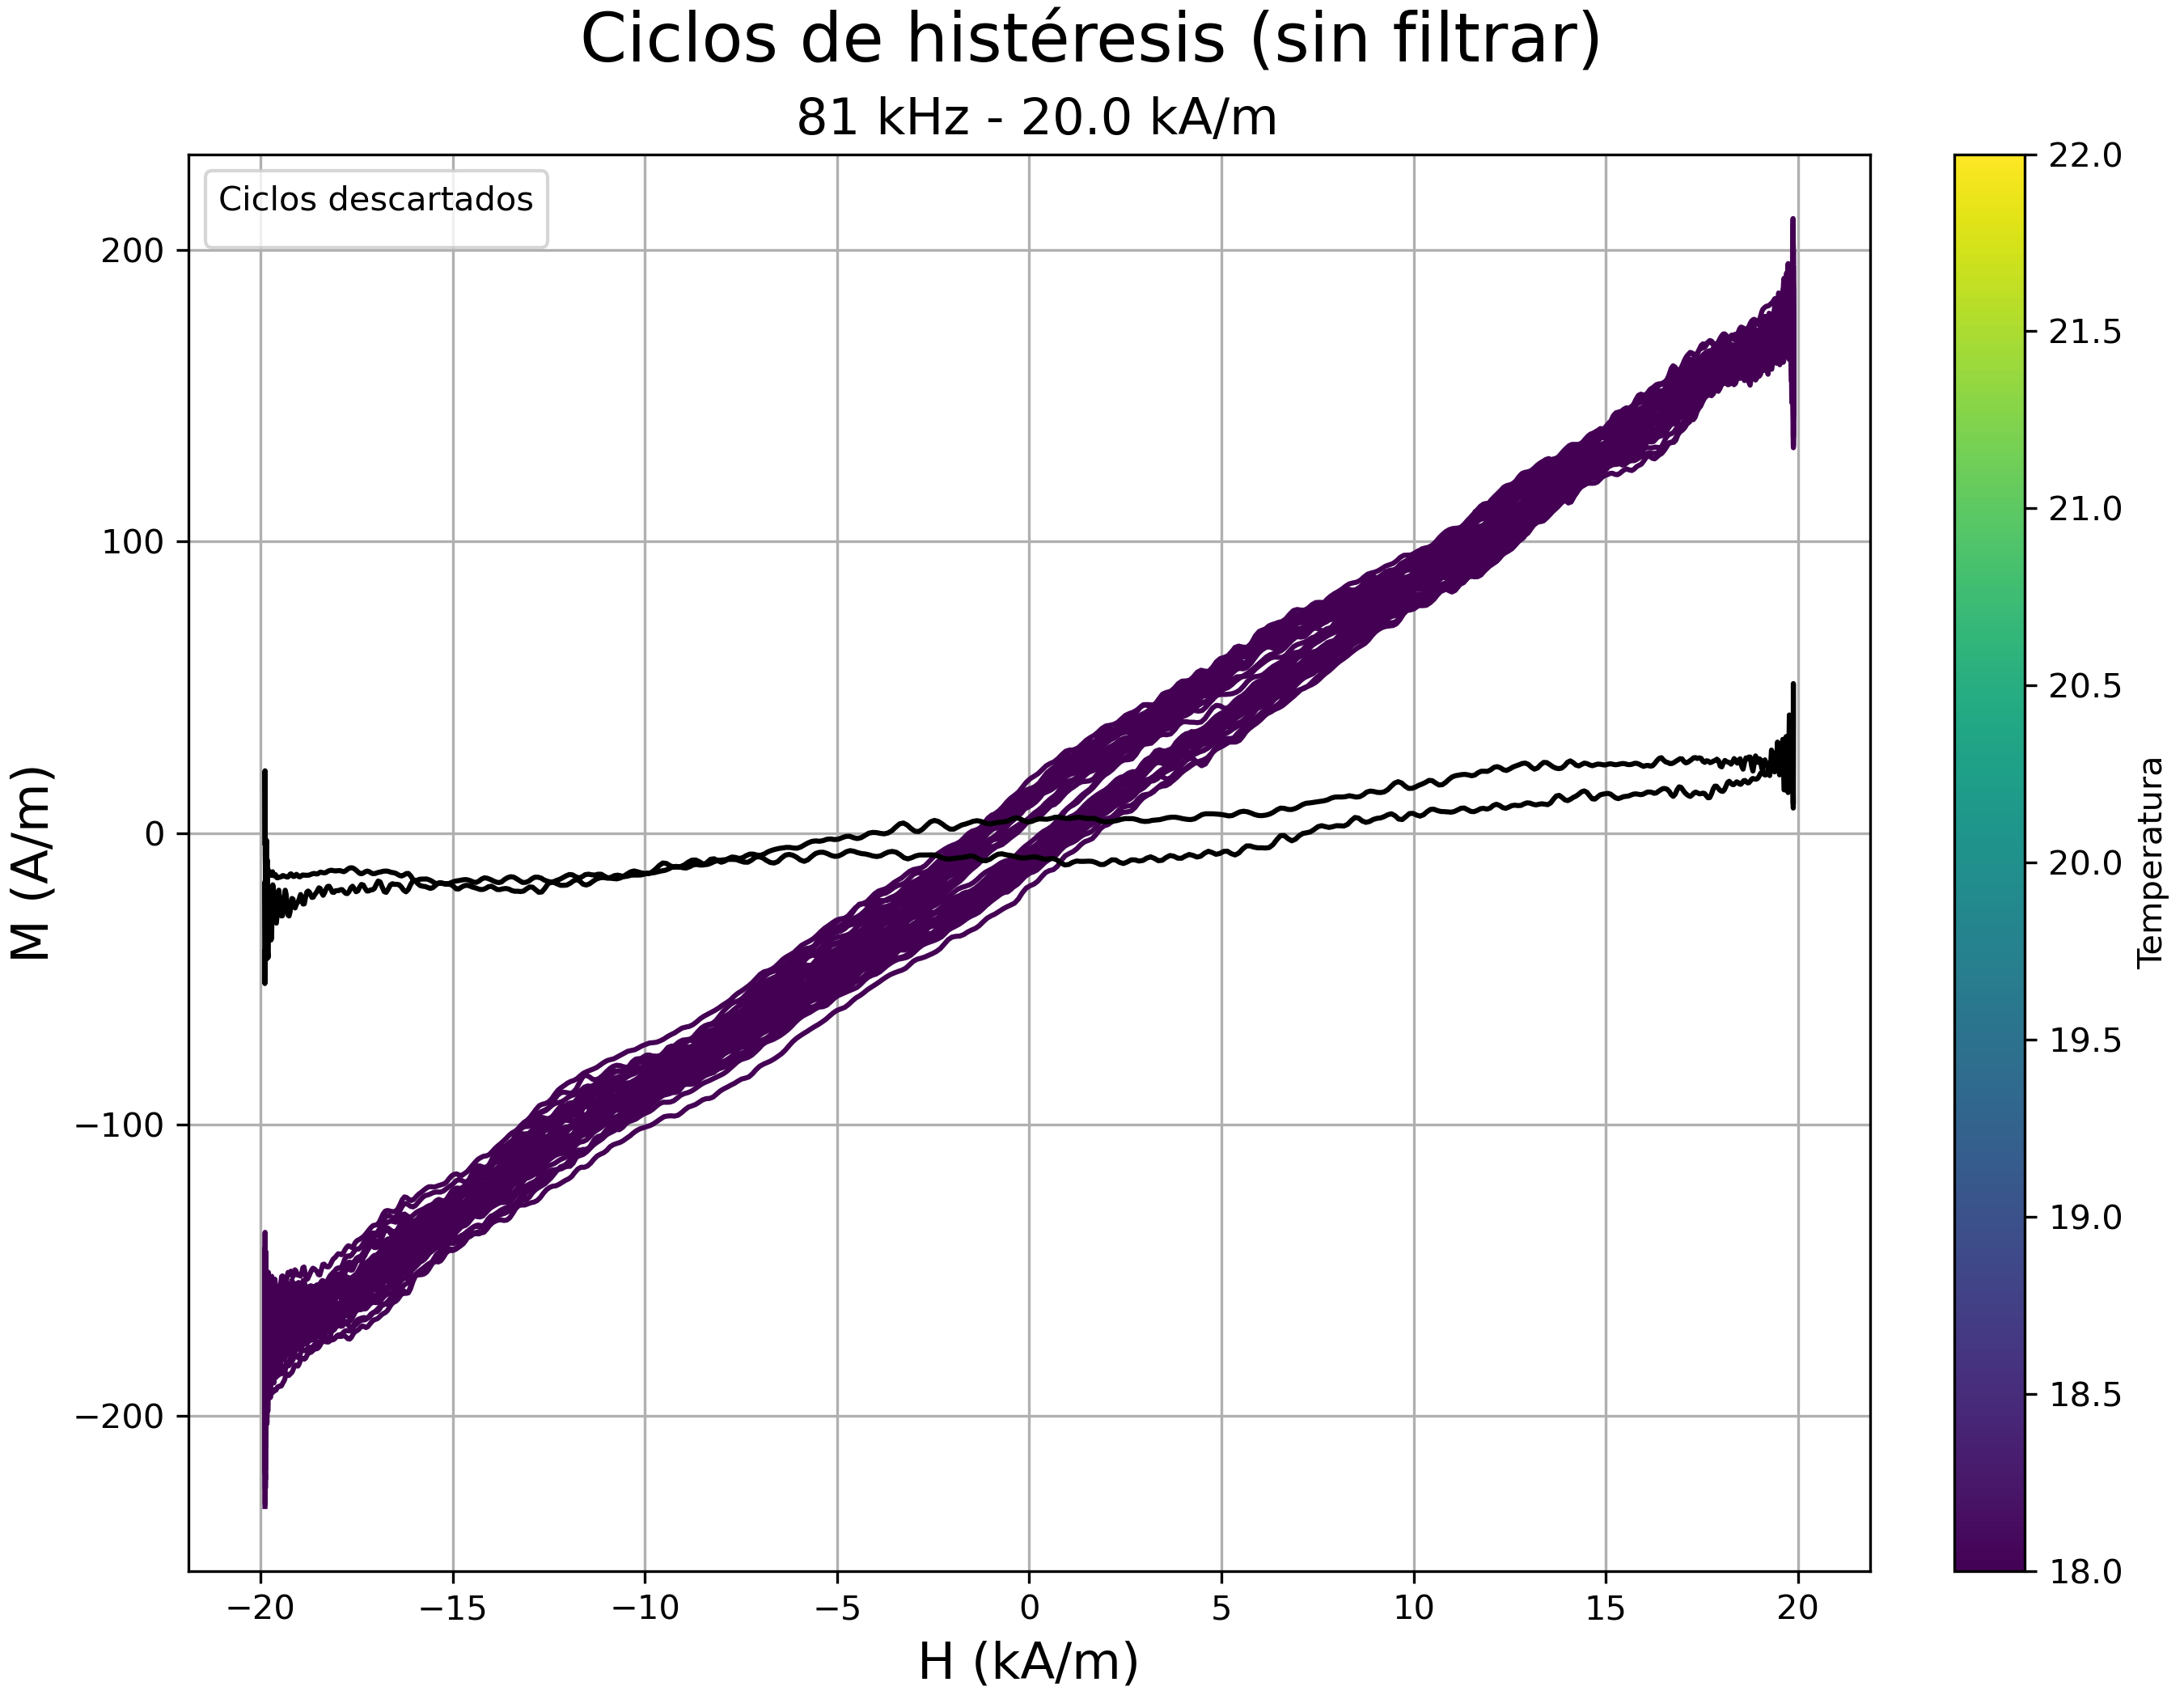 Ciclos de histéresis (sin filtrar)
81 kHz - 20.0 kA/m
Ciclos descartados
200
100
0
−100
−200
M (A/m)
−20 −15 −10 −5 0 5 10 15 20
H (kA/m)
22.0
21.5
21.0
20.5
20.0
19.5
19.0
18.5
18.0
Temperatura